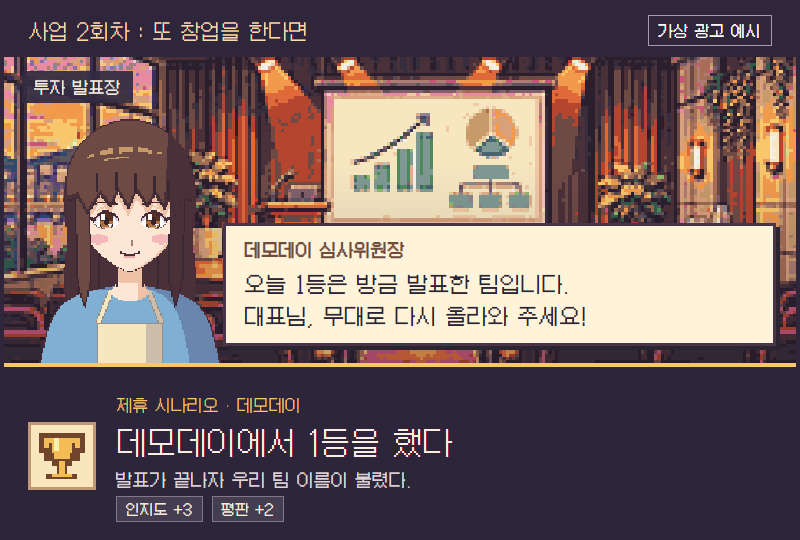 사업 2회차 : 또 창업을 한다면
가상 광고 예시
투자 발표장
데모데이 심사위원장
오늘 1등은 방금 발표한 팀입니다.
대표님, 무대로 다시 올라와 주세요!
제휴 시나리오 · 데모데이
데모데이에서 1등을 했다
발표가 끝나자 우리 팀 이름이 불렸다.
인지도 +3
평판 +2